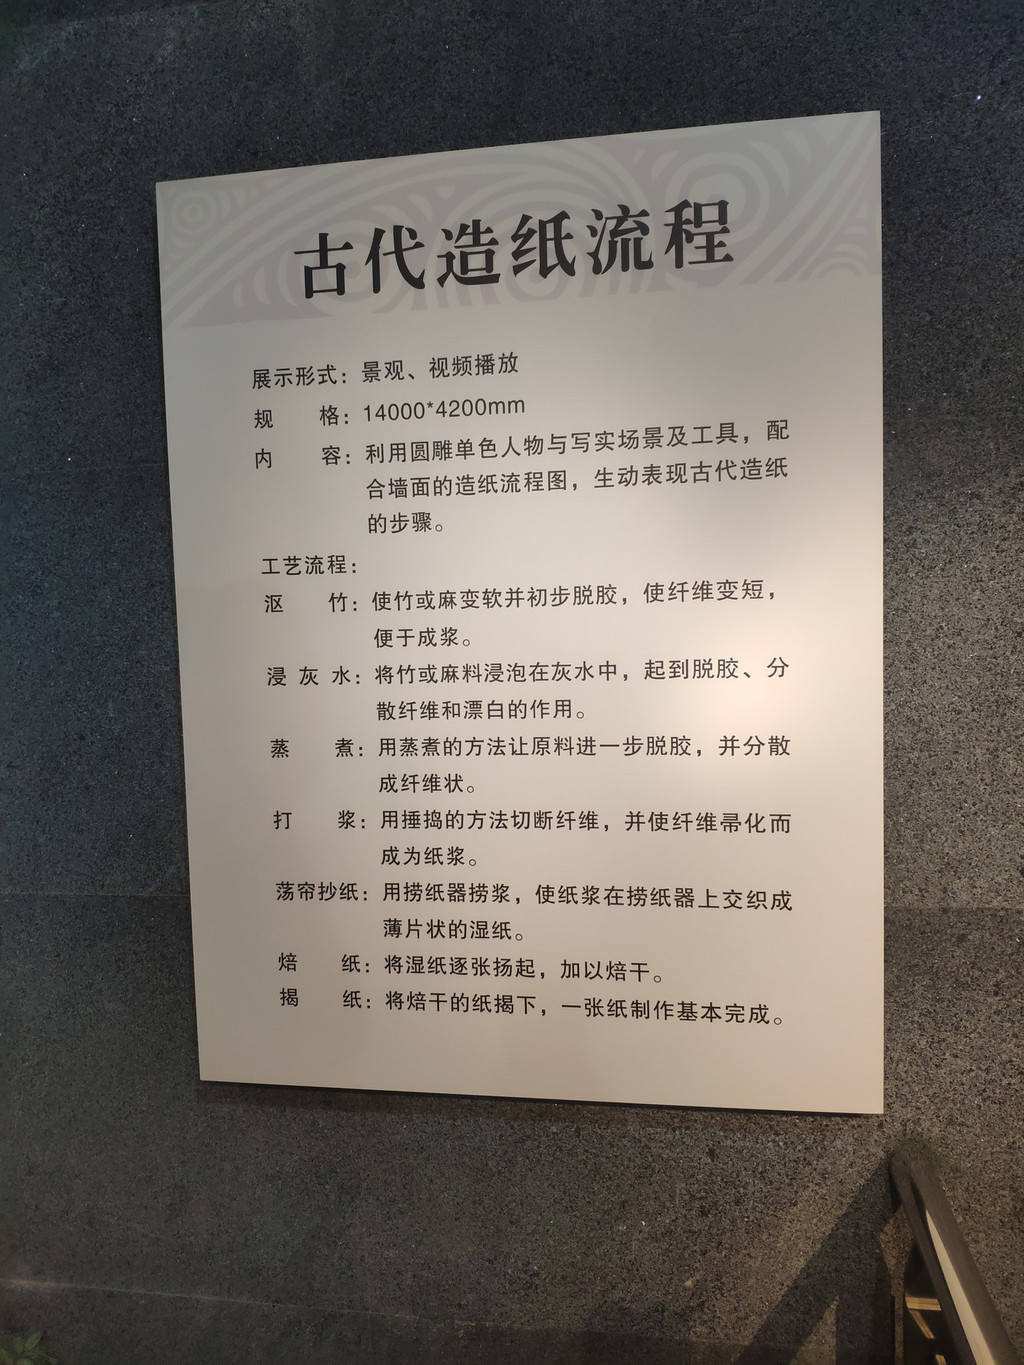 古代造纸流程
展示形式：景观、视频播放
规　　格：14000*4200mm
内　　容：利用圆雕单色人物与写实场景及工具，配
合墙面的造纸流程图，生动表现古代造纸
的步骤。
工艺流程：
沤　　竹：使竹或麻变软并初步脱胶，使纤维变短，
便于成浆。
浸 灰 水：将竹或麻料浸泡在灰水中，起到脱胶、分
散纤维和漂白的作用。
蒸　　煮：用蒸煮的方法让原料进一步脱胶，并分散
成纤维状。
打　　浆：用捶捣的方法切断纤维，并使纤维帚化而
成为纸浆。
荡帘抄纸：用捞纸器捞浆，使纸浆在捞纸器上交织成
薄片状的湿纸。
焙　　纸：将湿纸逐张扬起，加以焙干。
揭　　纸：将焙干的纸揭下，一张纸制作基本完成。